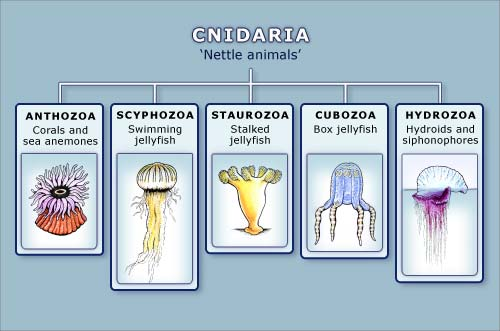 CNIDARIA
‘Nettle animals’
ANTHOZOA
Corals and
sea anemones
SCYPHOZOA
Swimming
jellyfish
STAUROZOA
Stalked
jellyfish
CUBOZOA
Box jellyfish
HYDROZOA
Hydroids and
siphonophores